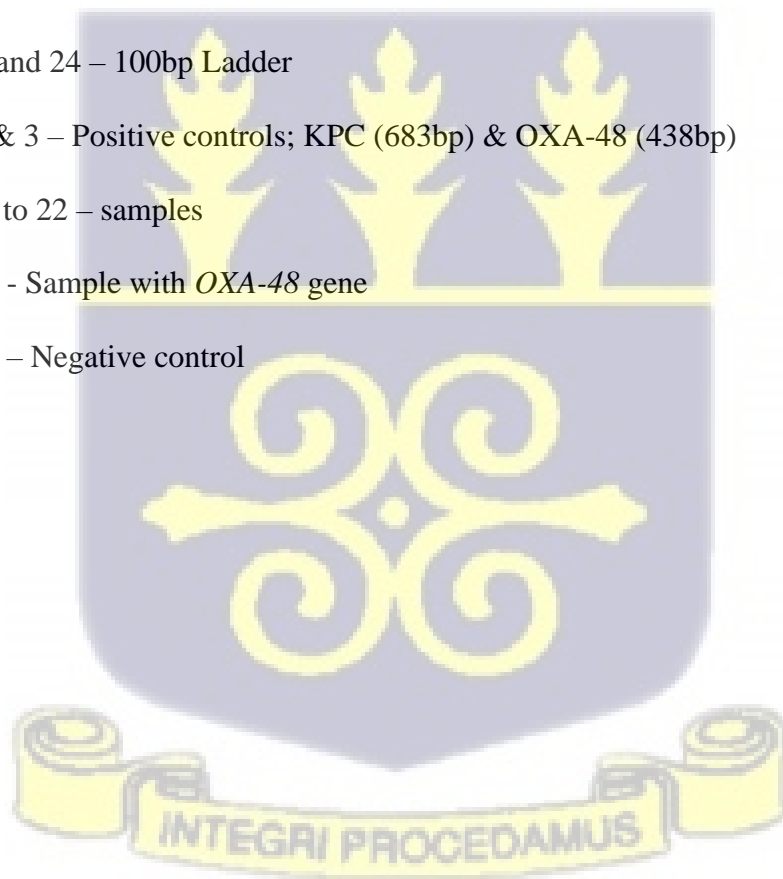 and 24 – 100bp Ladder
& 3 – Positive controls; KPC (683bp) & OXA-48 (438bp)
to 22 – samples
- Sample with OXA-48 gene
– Negative control
INTEGRI PROCEDAMUS